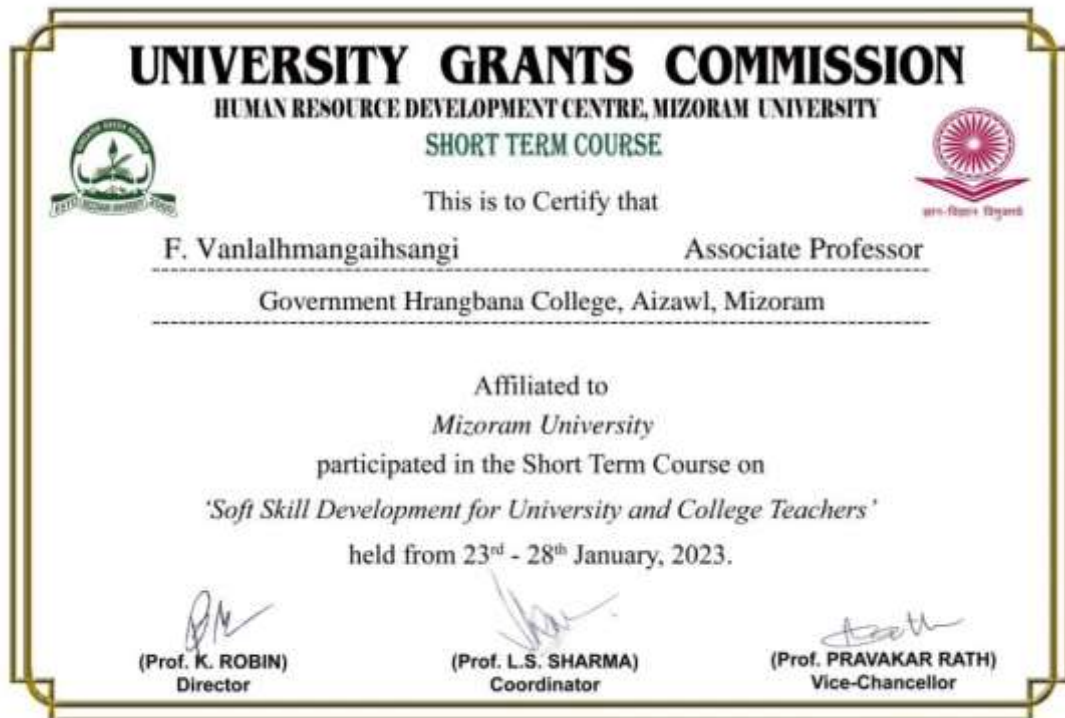 UNIVERSITY GRANTS COMMISSION
HUMAN RESOURCE DEVELOPMENT CENTRE, MIZORAM UNIVERSITY
SHORT TERM COURSE
ज्ञान-विज्ञान विमुक्तये
This is to Certify that
F. Vanlalhmangaihsangi Associate Professor
Government Hrangbana College, Aizawl, Mizoram
Affiliated to
Mizoram University
participated in the Short Term Course on
‘Soft Skill Development for University and College Teachers’
held from 23rd - 28th January, 2023.
(Prof. K. ROBIN) (Prof. L.S. SHARMA) (Prof. PRAVAKAR RATH)
Director Coordinator Vice-Chancellor